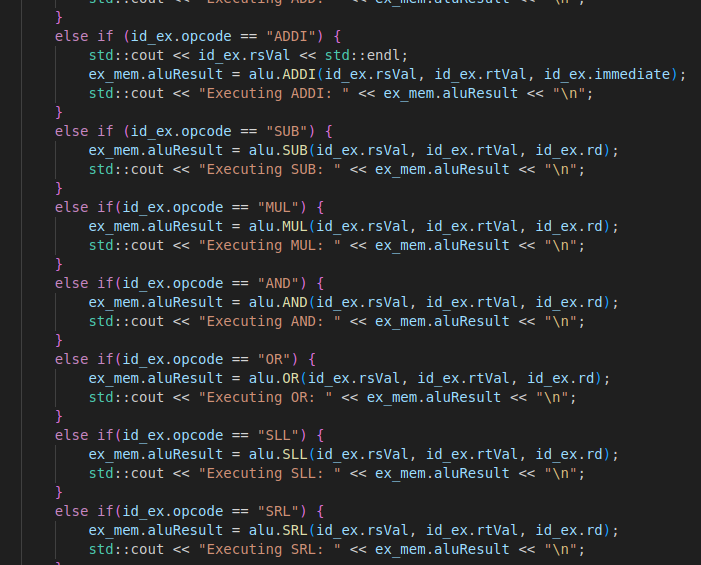 std::cout << "Executing ADD: " << ex_mem.aluResult << "\n";
}
else if (id_ex.opcode == "ADDI") {
std::cout << id_ex.rsVal << std::endl;
ex_mem.aluResult = alu.ADDI(id_ex.rsVal, id_ex.rtVal, id_ex.immediate);
std::cout << "Executing ADDI: " << ex_mem.aluResult << "\n";
}
else if (id_ex.opcode == "SUB") {
ex_mem.aluResult = alu.SUB(id_ex.rsVal, id_ex.rtVal, id_ex.rd);
std::cout << "Executing SUB: " << ex_mem.aluResult << "\n";
}
else if(id_ex.opcode == "MUL") {
ex_mem.aluResult = alu.MUL(id_ex.rsVal, id_ex.rtVal, id_ex.rd);
std::cout << "Executing MUL: " << ex_mem.aluResult << "\n";
}
else if(id_ex.opcode == "AND") {
ex_mem.aluResult = alu.AND(id_ex.rsVal, id_ex.rtVal, id_ex.rd);
std::cout << "Executing AND: " << ex_mem.aluResult << "\n";
}
else if(id_ex.opcode == "OR") {
ex_mem.aluResult = alu.OR(id_ex.rsVal, id_ex.rtVal, id_ex.rd);
std::cout << "Executing OR: " << ex_mem.aluResult << "\n";
}
else if(id_ex.opcode == "SLL") {
ex_mem.aluResult = alu.SLL(id_ex.rsVal, id_ex.rtVal, id_ex.rd);
std::cout << "Executing SLL: " << ex_mem.aluResult << "\n";
}
else if(id_ex.opcode == "SRL") {
ex_mem.aluResult = alu.SRL(id_ex.rsVal, id_ex.rtVal, id_ex.rd);
std::cout << "Executing SRL: " << ex_mem.aluResult << "\n";
}